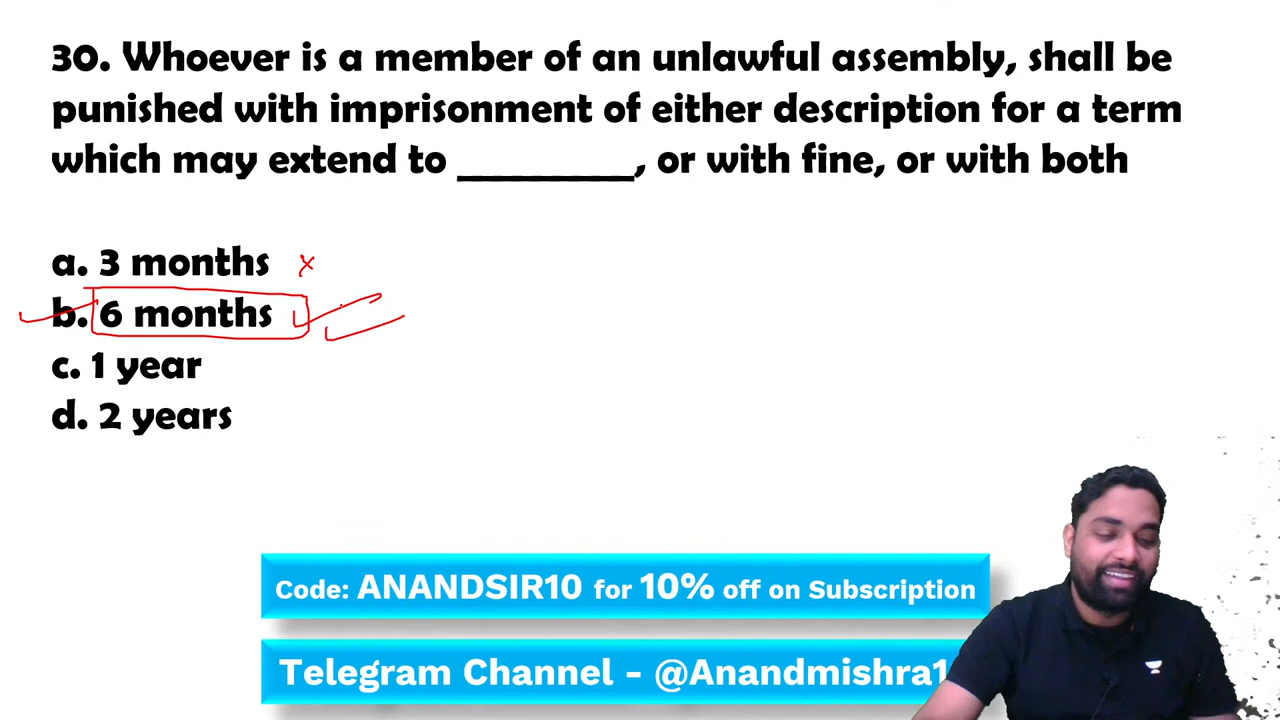 30. Whoever is a member of an unlawful assembly, shall be
punished with imprisonment of either description for a term
which may extend to _________, or with fine, or with both
a. 3 months
b. 6 months
c. 1 year
d. 2 years
Code: ANANDSIR10 for 10% off on Subscription
Telegram Channel - @Anandmishra1